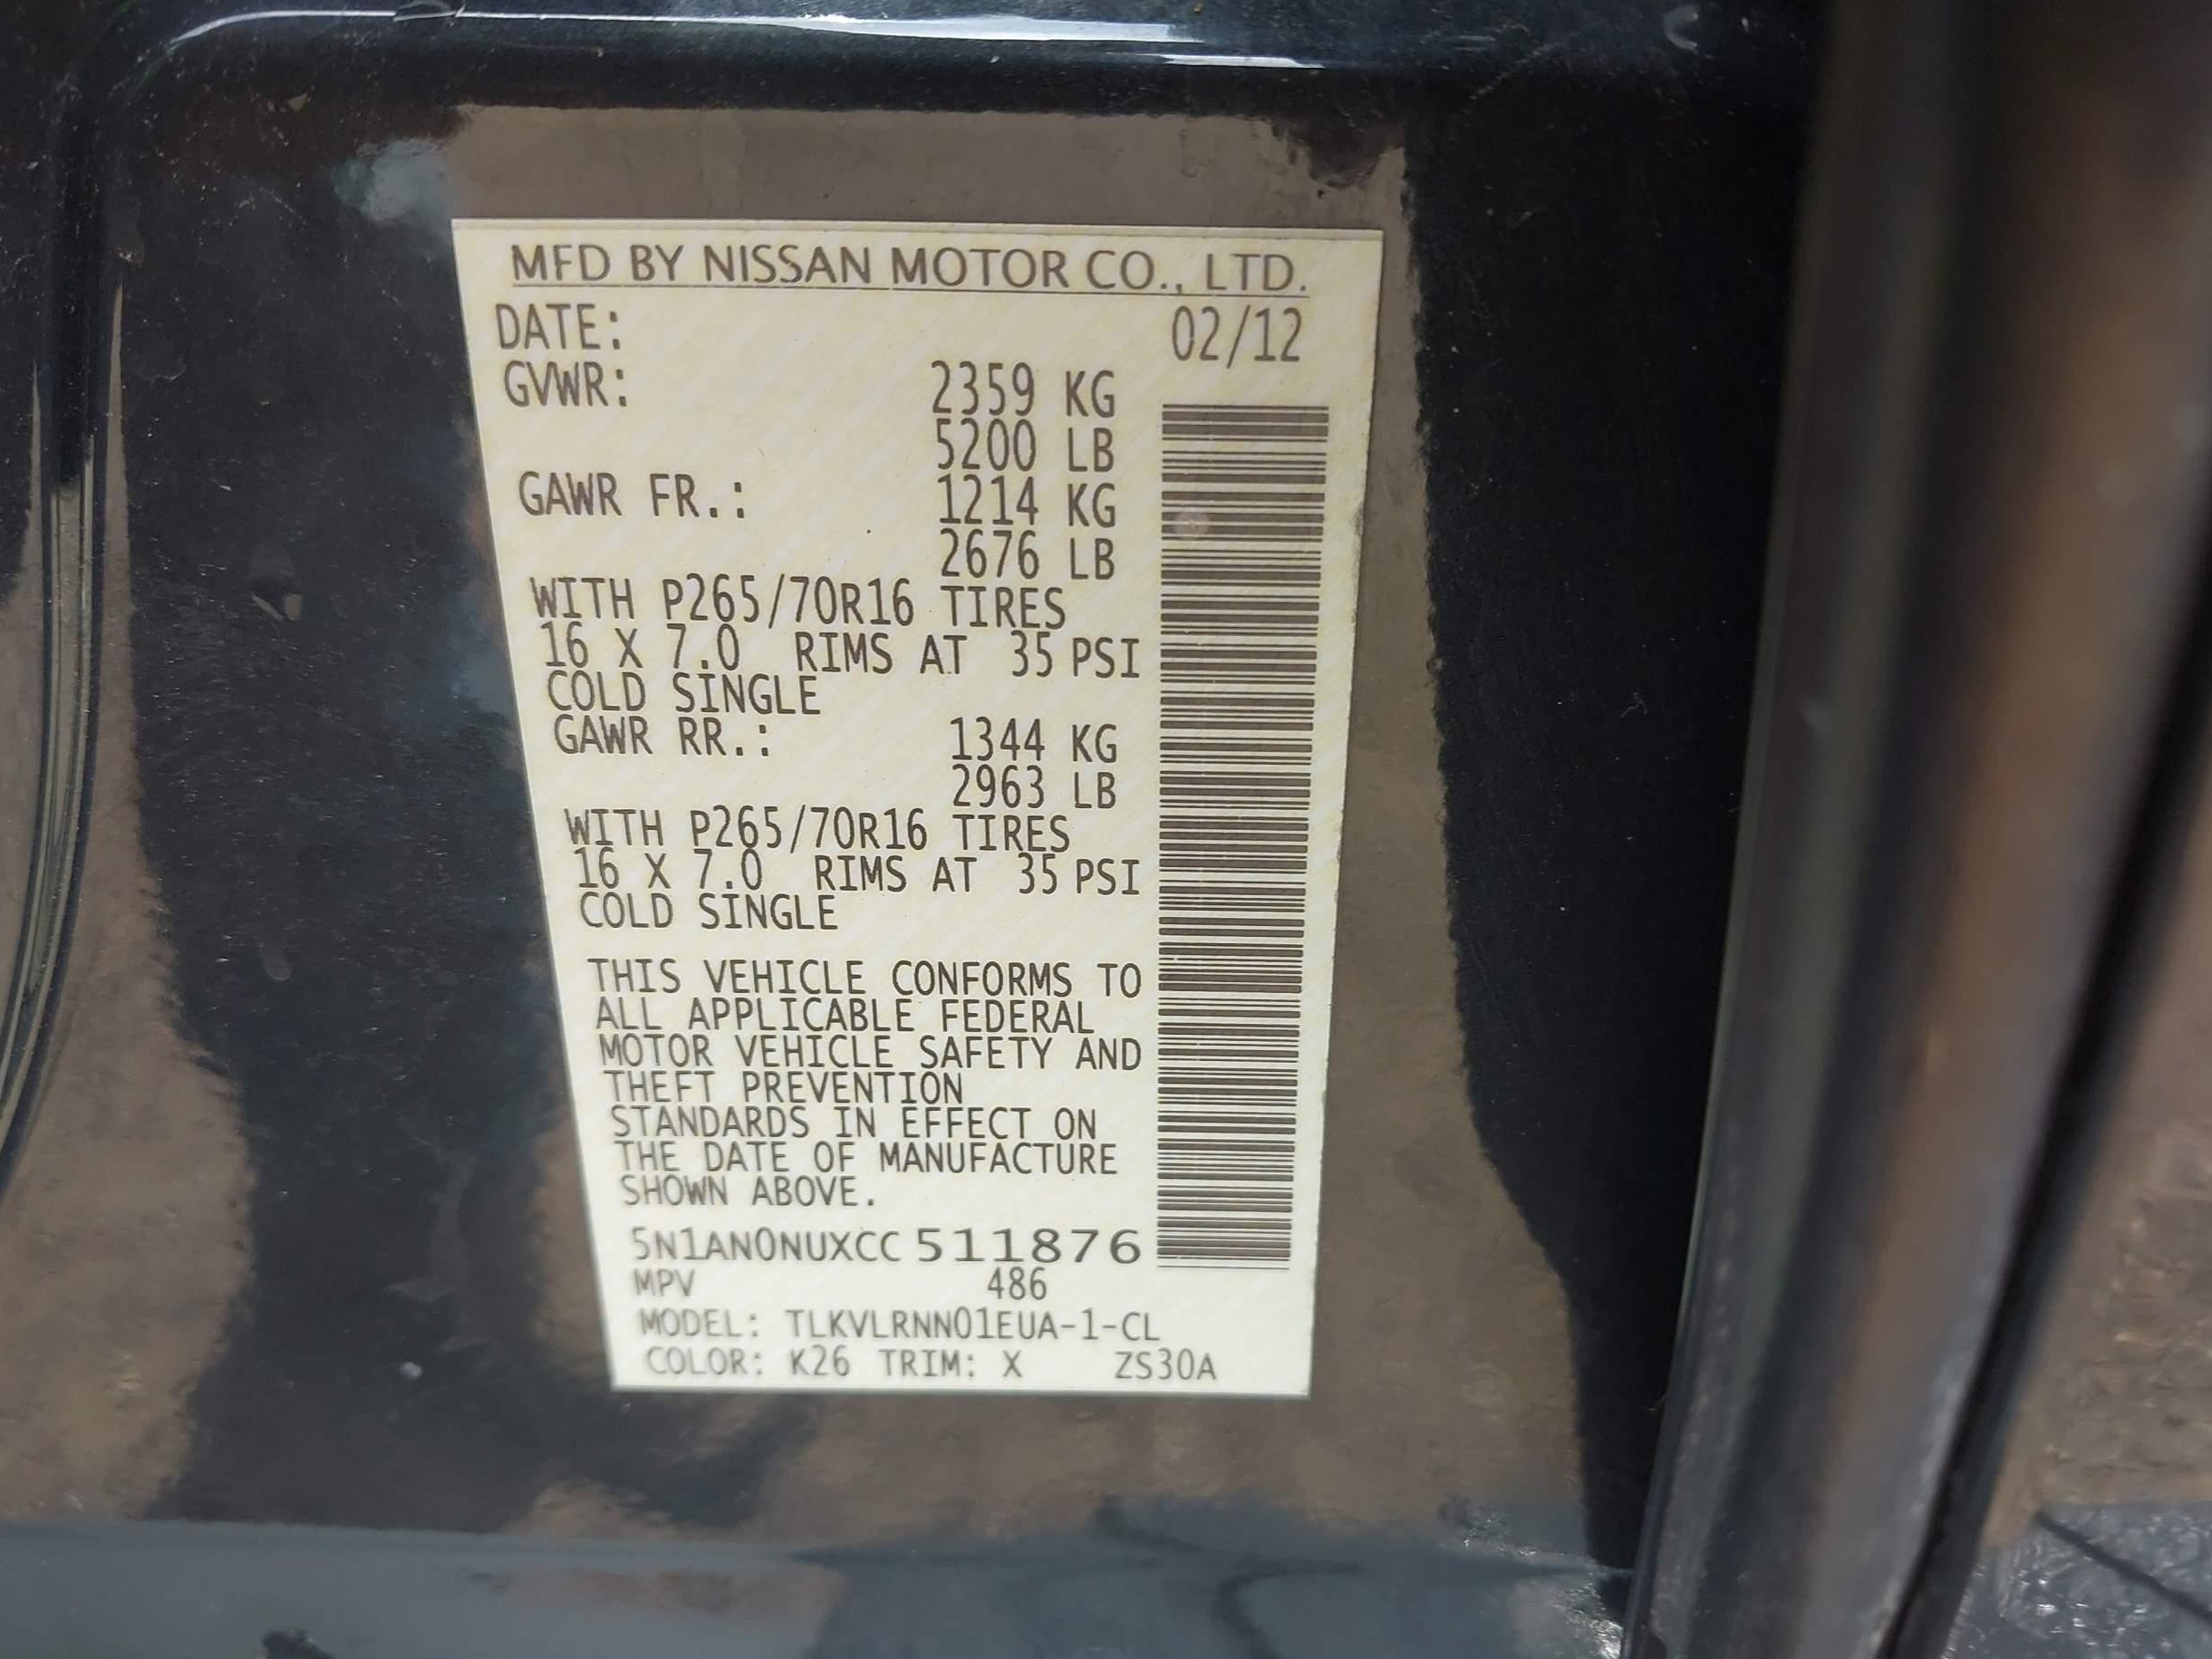 MFD BY NISSAN MOTOR CO., LTD.
DATE: 02/12
GVWR: 2359 KG
5200 LB
GAWR FR.: 1214 KG
2676 LB
WITH P265/70R16 TIRES
16 X 7.0 RIMS AT 35 PSI
COLD SINGLE
GAWR RR.: 1344 KG
2963 LB
WITH P265/70R16 TIRES
16 X 7.0 RIMS AT 35 PSI
COLD SINGLE
THIS VEHICLE CONFORMS TO
ALL APPLICABLE FEDERAL
MOTOR VEHICLE SAFETY AND
THEFT PREVENTION
STANDARDS IN EFFECT ON
THE DATE OF MANUFACTURE
SHOWN ABOVE.
5N1AN0NUXCC 511876
MPV 486
MODEL: TLKVLRNN01EUA-1-CL
COLOR: K26 TRIM: X ZS30A